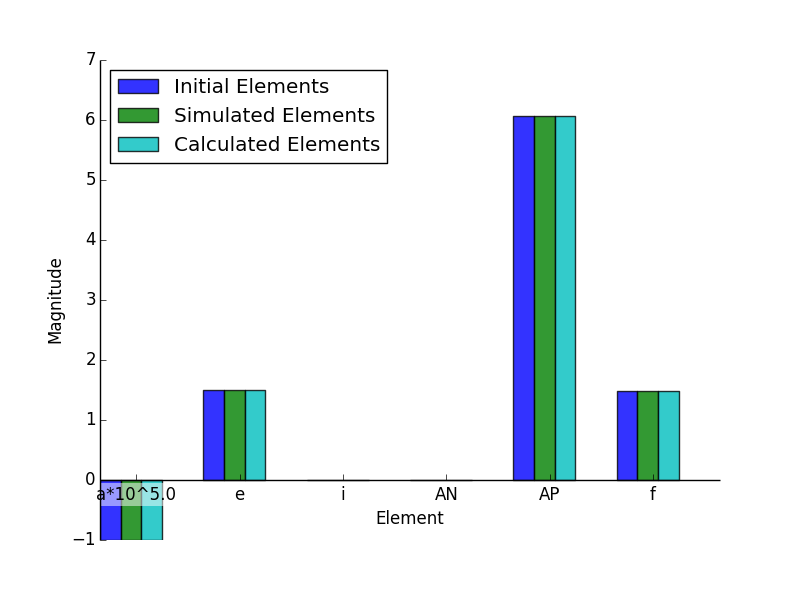 7
Initial Elements
Simulated Elements
Calculated Elements
6
5
4
3
2
1
0
−1
Magnitude
a*10^5.0 e i AN AP f
Element